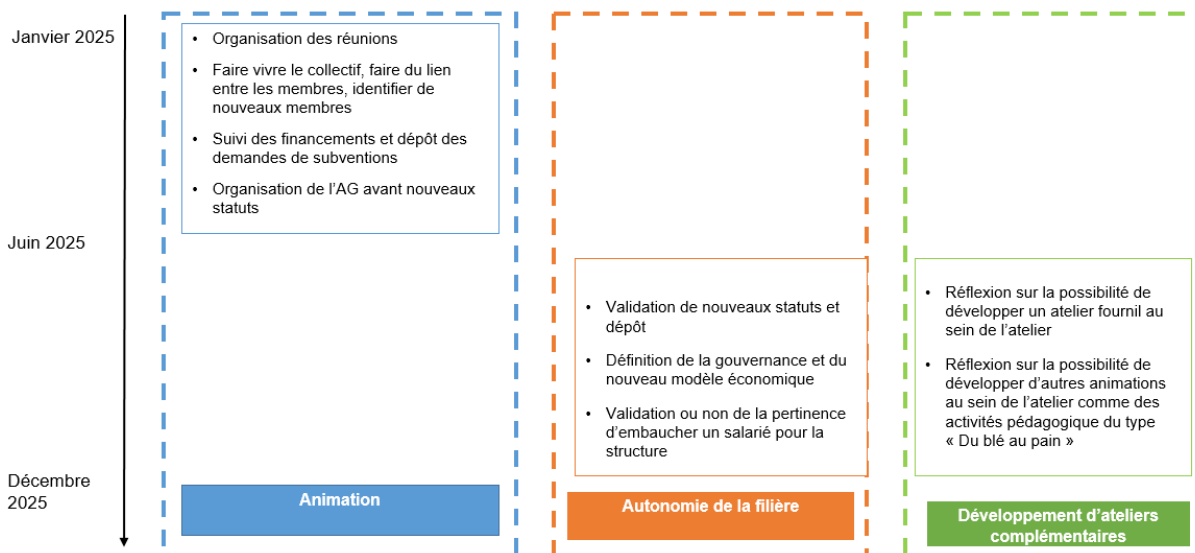 Janvier 2025
• Organisation des réunions
• Faire vivre le collectif, faire du lien
entre les membres, identifier de
nouveaux membres
• Suivi des financements et dépôt des
demandes de subventions
• Organisation de l’AG avant nouveaux
statuts
Juin 2025
• Validation de nouveaux statuts et
dépôt
• Définition de la gouvernance et du
nouveau modèle économique
• Validation ou non de la pertinence
d’embaucher un salarié pour la
structure
• Réflexion sur la possibilité de
développer un atelier fournil au
sein de l’atelier
• Réflexion sur la possibilité de
développer d’autres animations
au sein de l’atelier comme des
activités pédagogique du type
« Du blé au pain »
Décembre
2025
Animation
Autonomie de la filière
Développement d’ateliers
complémentaires